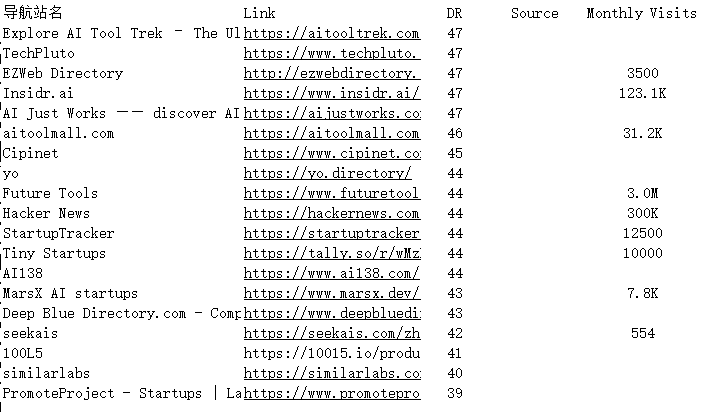 导航站名 Link DR Source Monthly Visits
Explore AI Tool Trek - The Ul https://aitooltrek.com 47
TechPluto https://www.techpluto. 47
EZWeb Directory http://ezwebdirectory. 47 3500
Insidr.ai https://www.insidr.ai/ 47 123.1K
AI Just Works —— discover AI https://aijustworks.co 47
aitoolmall.com https://aitoolmall.com 46 31.2K
Cipinet https://www.cipinet.co 45
yo https://yo.directory/ 44
Future Tools https://www.futuretool 44 3.0M
Hacker News https://hackernews.com 44 300K
StartupTracker https://startuptracker 44 12500
Tiny Startups https://tally.so/r/wMz 44 10000
AI138 https://www.ai138.com/ 44
MarsX AI startups https://www.marsx.dev/ 43 7.8K
Deep Blue Directory.com - Comp https://www.deepbluedi 43
seekais https://seekais.com/zh 42 554
100L5 https://10015.io/produ 41
similarlabs https://similarlabs.co 40
PromoteProject - Startups | La https://www.promotepro 39